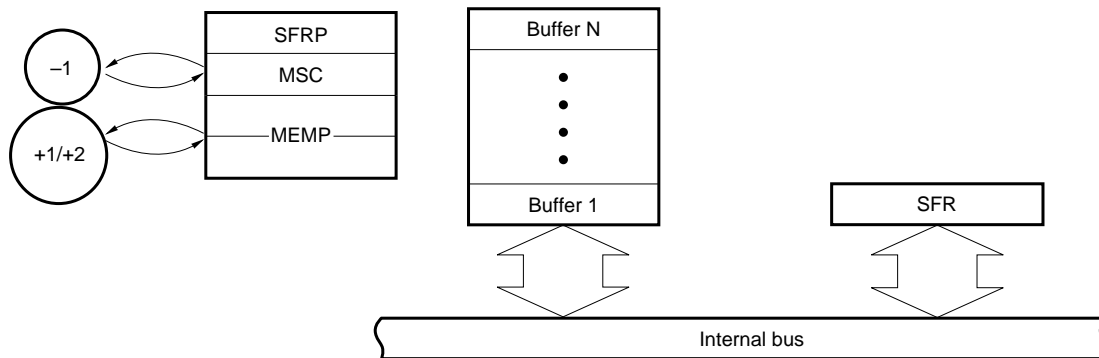 SFRP
MSC
MEMP
–1
+1/+2
Buffer N
Buffer 1
SFR
Internal bus